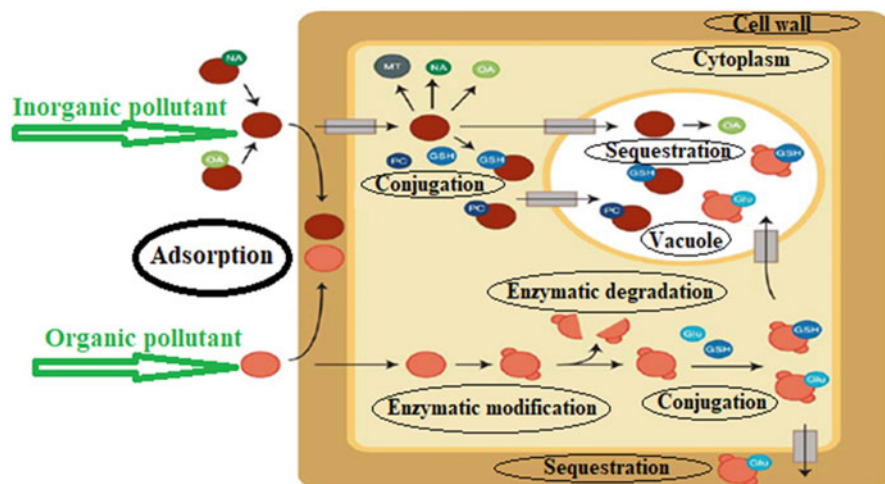 Cell wall
Cytoplasm
NA
MT
NA
OA
Inorganic pollutant
OA
OA
Sequestration
GSH
PC
GSH
GSH
Conjugation
GSH
Glu
PC
PC
Vacuole
Adsorption
Enzymatic degradation
Organic pollutant
Glu
GSH
GSH
Glu
Enzymatic modification
Conjugation
Sequestration
Glu